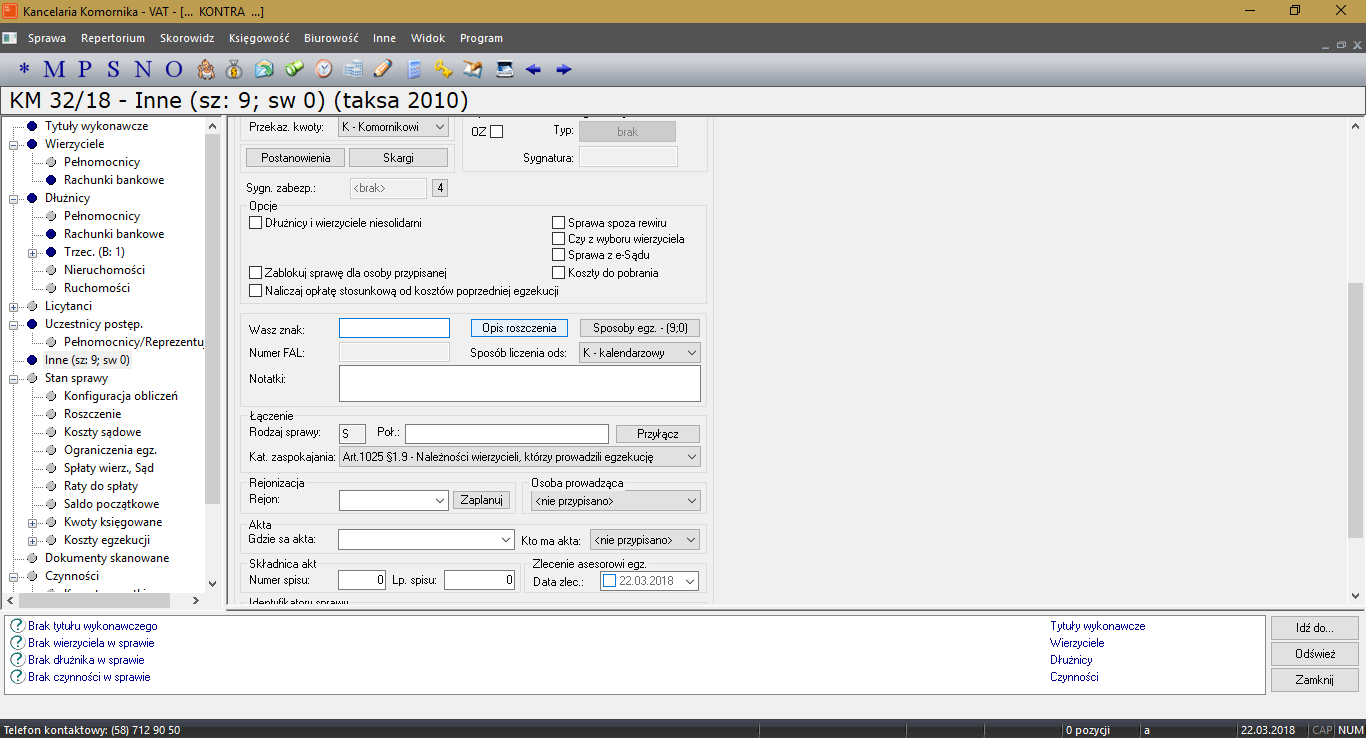 Kancelaria Komornika - VAT - [... KONTRA ...]
Sprawa Repertorium Skorowidz Księgowość Biurowość Inne Widok Program
* M P S N O
KM 32/18 - Inne (sz: 9; sw 0) (taksa 2010)
Tytuły wykonawcze
Wierzyciele
Pełnomocnicy
Rachunki bankowe
Dłużnicy
Pełnomocnicy
Rachunki bankowe
Trzec. (B: 1)
Nieruchomości
Ruchomości
Licytanci
Uczestnicy postęp.
Pełnomocnicy/Reprezentu
Inne (sz: 9; sw 0)
Stan sprawy
Konfiguracja obliczeń
Roszczenie
Koszty sądowe
Ograniczenia egz.
Spłaty wierz., Sąd
Raty do spłaty
Saldo początkowe
Kwoty księgowane
Koszty egzekucji
Dokumenty skanowane
Czynności
Przekaz. kwoty: K - Komornikowi
OZ Typ: brak
Postanowienia Skargi
Sygnatura:
Sygn. zabezp.: <brak> 4
Opcje
Dłużnicy i wierzyciele niesolidarni
Sprawa spoza rewiru
Czy z wyboru wierzyciela
Sprawa z e-Sądu
Zablokuj sprawę dla osoby przypisanej
Koszty do pobrania
Naliczaj opłatę stosunkową od kosztów poprzedniej egzekucji
Wasz znak: Opis roszczenia Sposoby egz. - (9;0)
Numer FAL: Sposób liczenia ods: K - kalendarzowy
Notatki:
Łączenie
Rodzaj sprawy: S Poł.: Przyłącz
Kat. zaspokajania: Art.1025 §1.9 - Należności wierzycieli, którzy prowadzili egzekucję
Rejonizacja
Rejon: Zaplanuj
Osoba prowadząca
<nie przypisano>
Akta
Gdzie sa akta: Kto ma akta: <nie przypisano>
Składnica akt
Numer spisu: 0 Lp. spisu: 0
Zlecenie asesorowi egz.
Data zlec.: 22.03.2018
Identyfikatory sprawy
Brak tytułu wykonawczego Tytuły wykonawcze
Brak wierzyciela w sprawie Wierzyciele
Brak dłużnika w sprawie Dłużnicy
Brak czynności w sprawie Czynności
Idź do...
Odśwież
Zamknij
Telefon kontaktowy: (58) 712 90 50 0 pozycji a 22.03.2018 CAP NUM